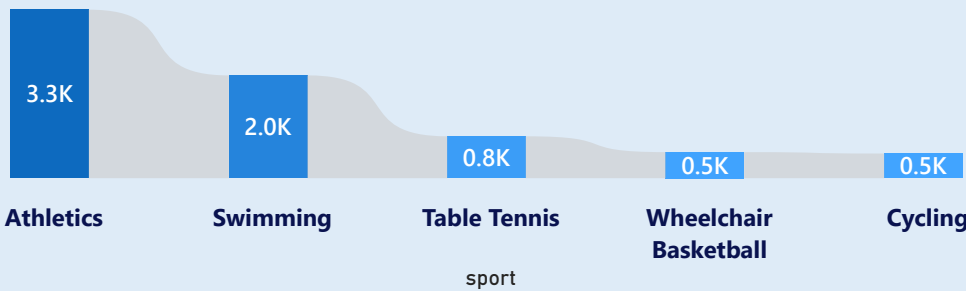 3.3K
2.0K
0.8K
0.5K
0.5K
Athletics
Swimming
Table Tennis
Wheelchair
Basketball
Cycling
sport